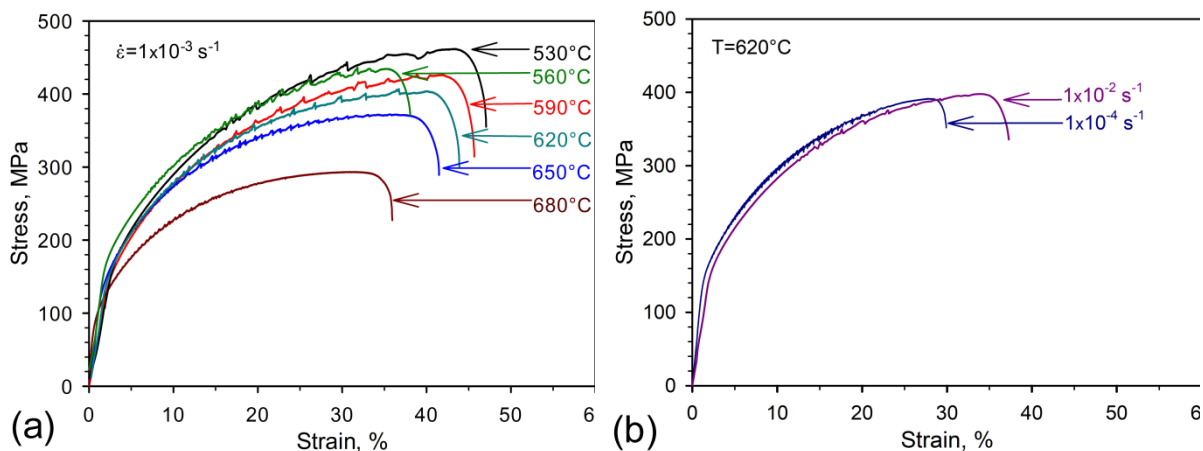 500
400
300
200
100
0
Stress, MPa
ε̇=1x10⁻³ s⁻¹
530°C
560°C
590°C
620°C
650°C
680°C
0 10 20 30 40 50 6
Strain, %
(a)
500
400
300
200
100
0
Stress, MPa
T=620°C
1x10⁻² s⁻¹
1x10⁻⁴ s⁻¹
0 10 20 30 40 50 6
Strain, %
(b)